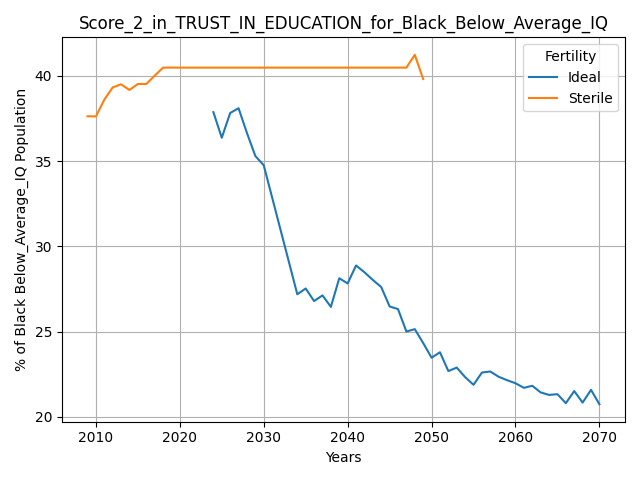 Score_2_in_TRUST_IN_EDUCATION_for_Black_Below_Average_IQ
Fertility
Ideal
Sterile
% of Black Below_Average_IQ Population
40
35
30
25
20
2010 2020 2030 2040 2050 2060 2070
Years